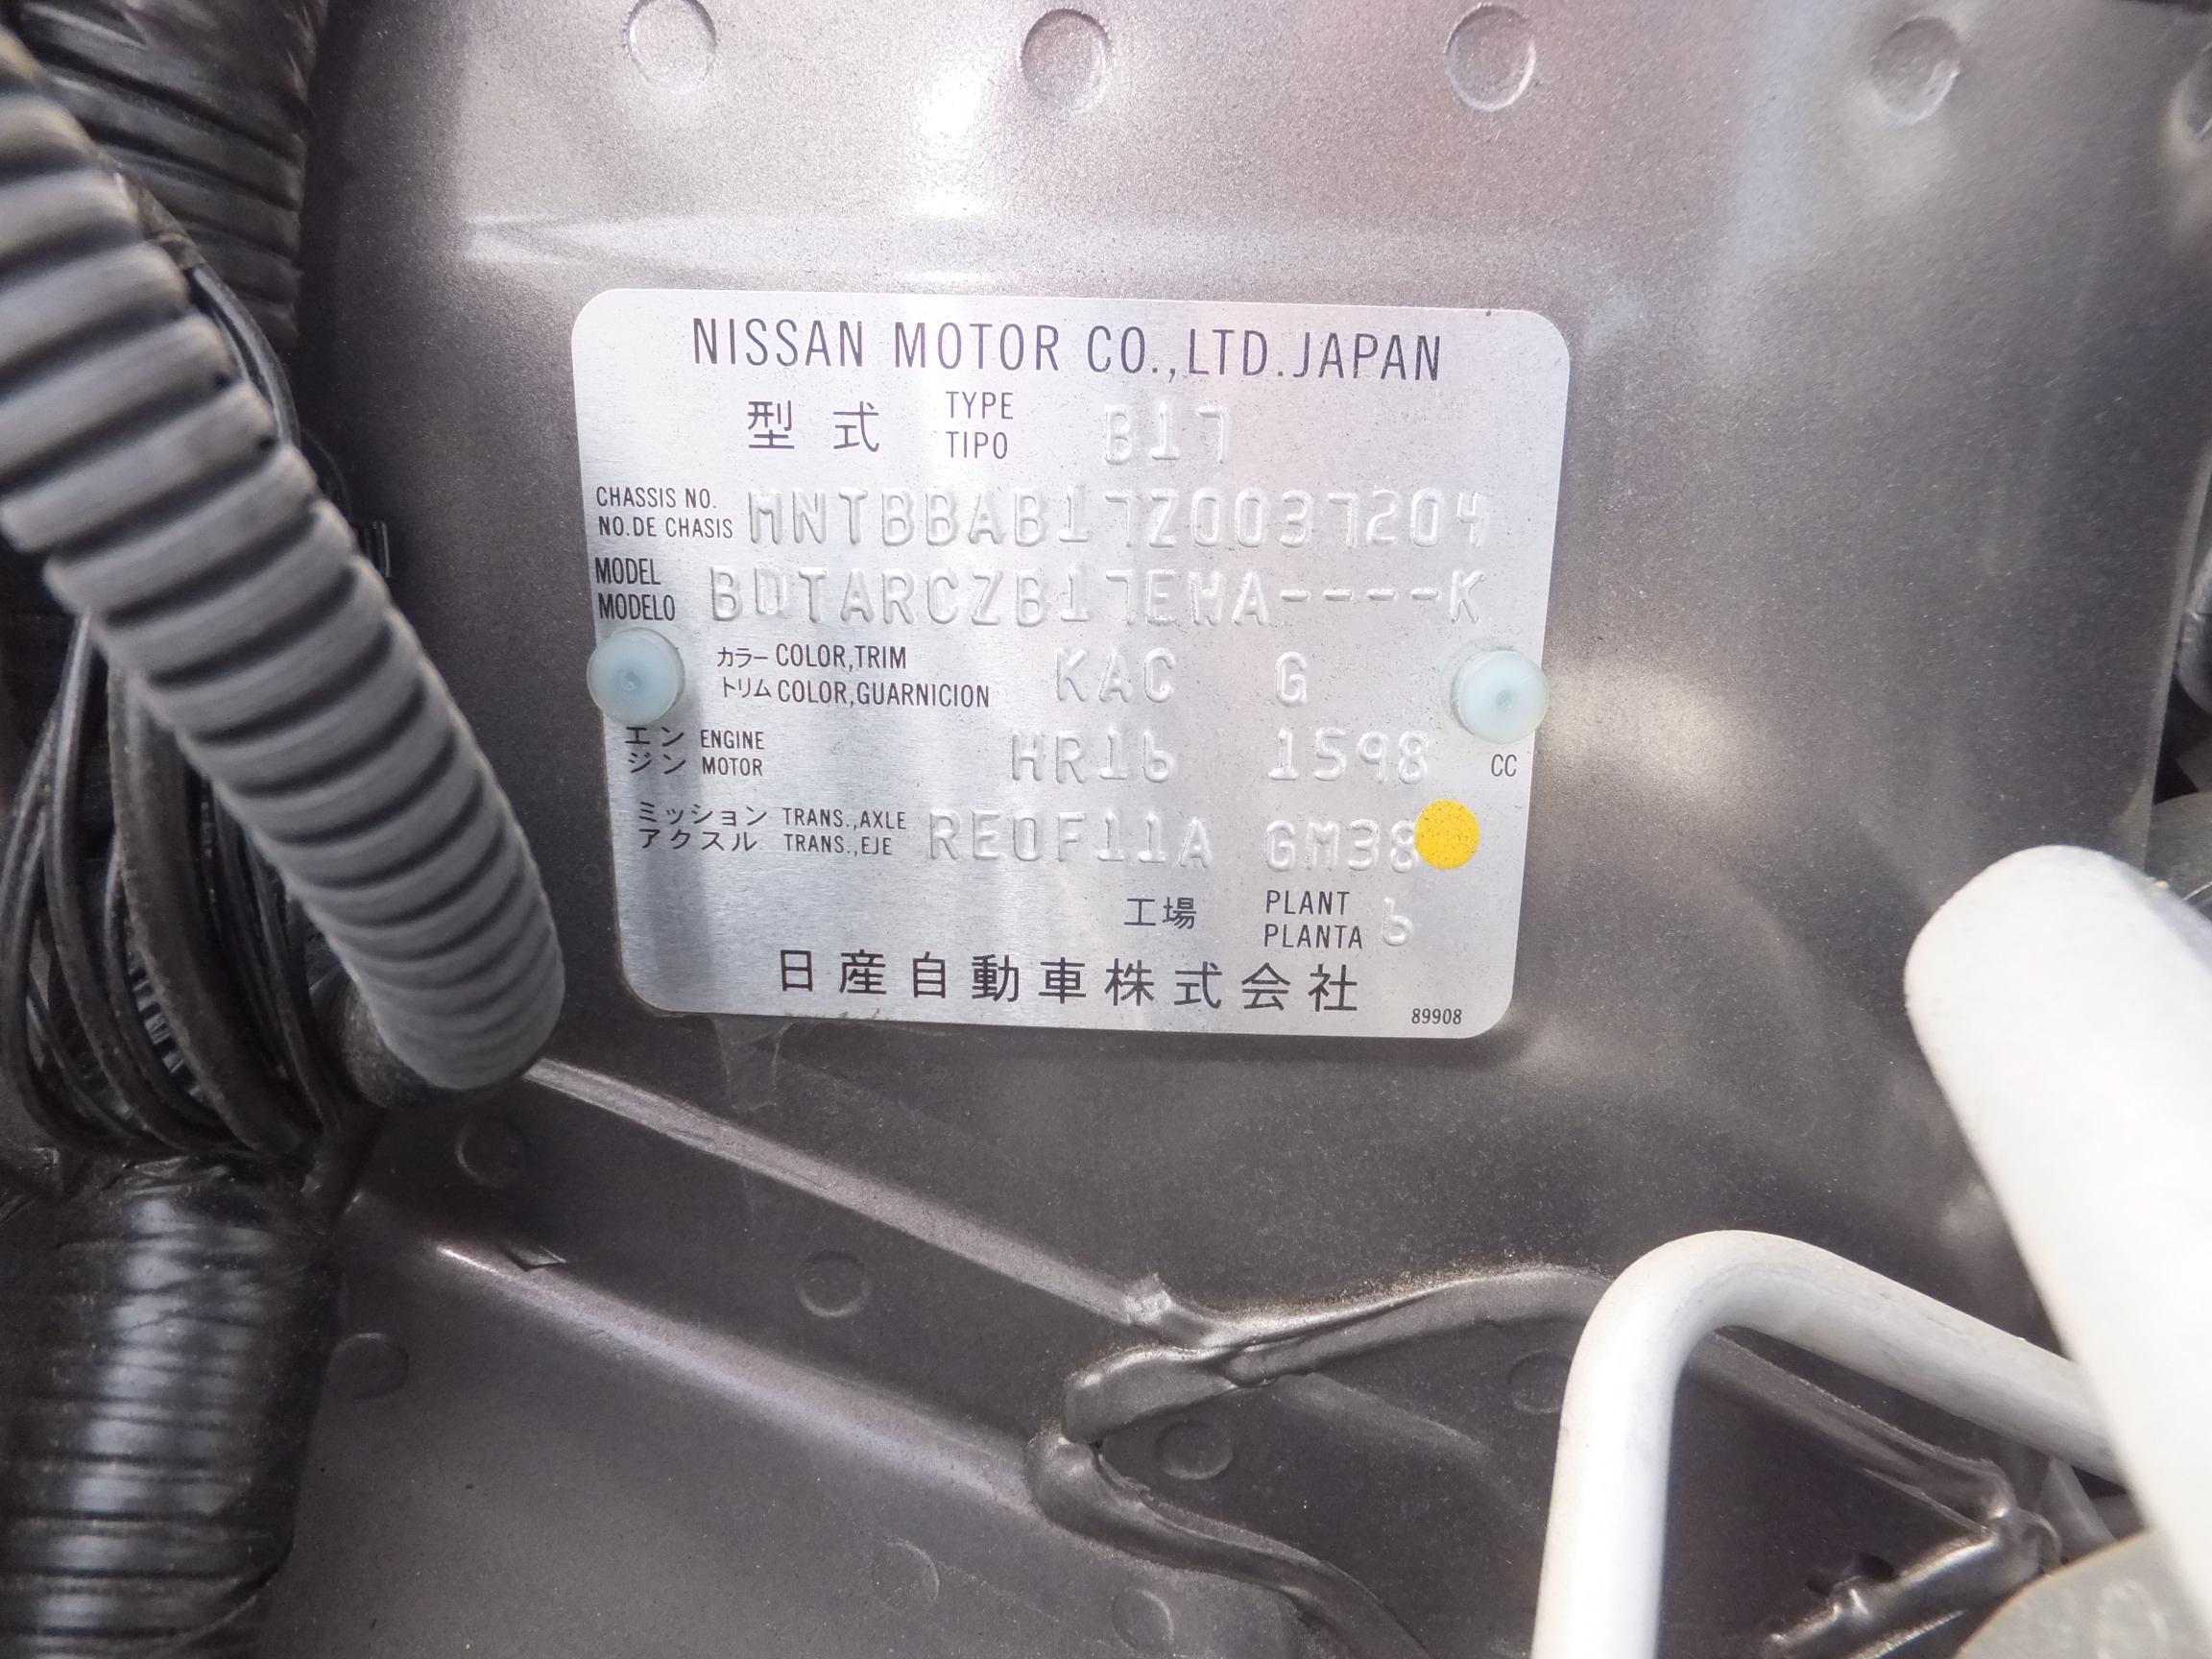 NISSAN MOTOR CO.,LTD.JAPAN
型式 TYPE TIPO B17
CHASSIS NO. NO.DE CHASIS MNTBBAB17Z0037204
MODEL MODELO BDTARCZB17EWA----K
カラー COLOR,TRIM KAC G
トリム COLOR,GUARNICION
エン ENGINE HR16 1598 CC
ジン MOTOR
ミッション TRANS.,AXLE RE0F11A GM38
アクスル TRANS.,EJE
工場 PLANT PLANTA 6
日産自動車株式会社
89908